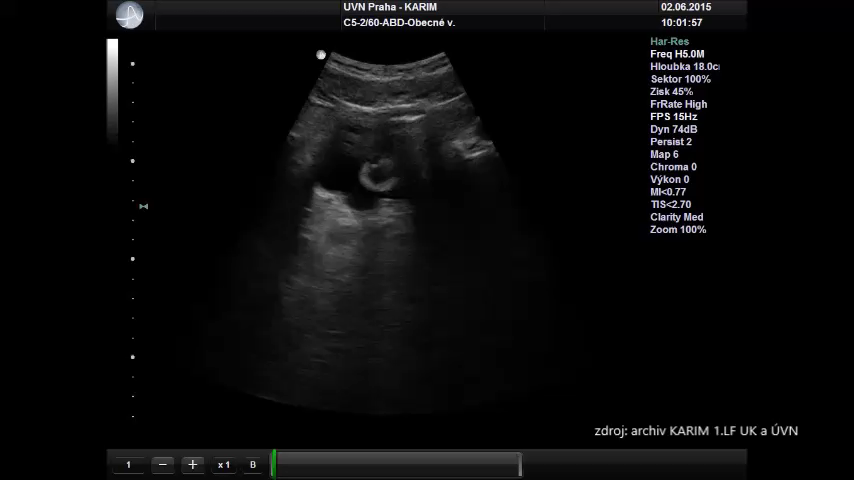 UVN Praha - KARIM
02.06.2015
C5-2/60-ABD-Obecné v.
10:01:57
Har-Res
Freq H5.0M
Hloubka 18.0c
Sektor 100%
Zisk 45%
FrRate High
FPS 15Hz
Dyn 74dB
Persist 2
Map 6
Chroma 0
Výkon 0
MI<0.77
TIS<2.70
Clarity Med
Zoom 100%
zdroj: archiv KARIM 1.LF UK a ÚVN
1 − + x 1 B